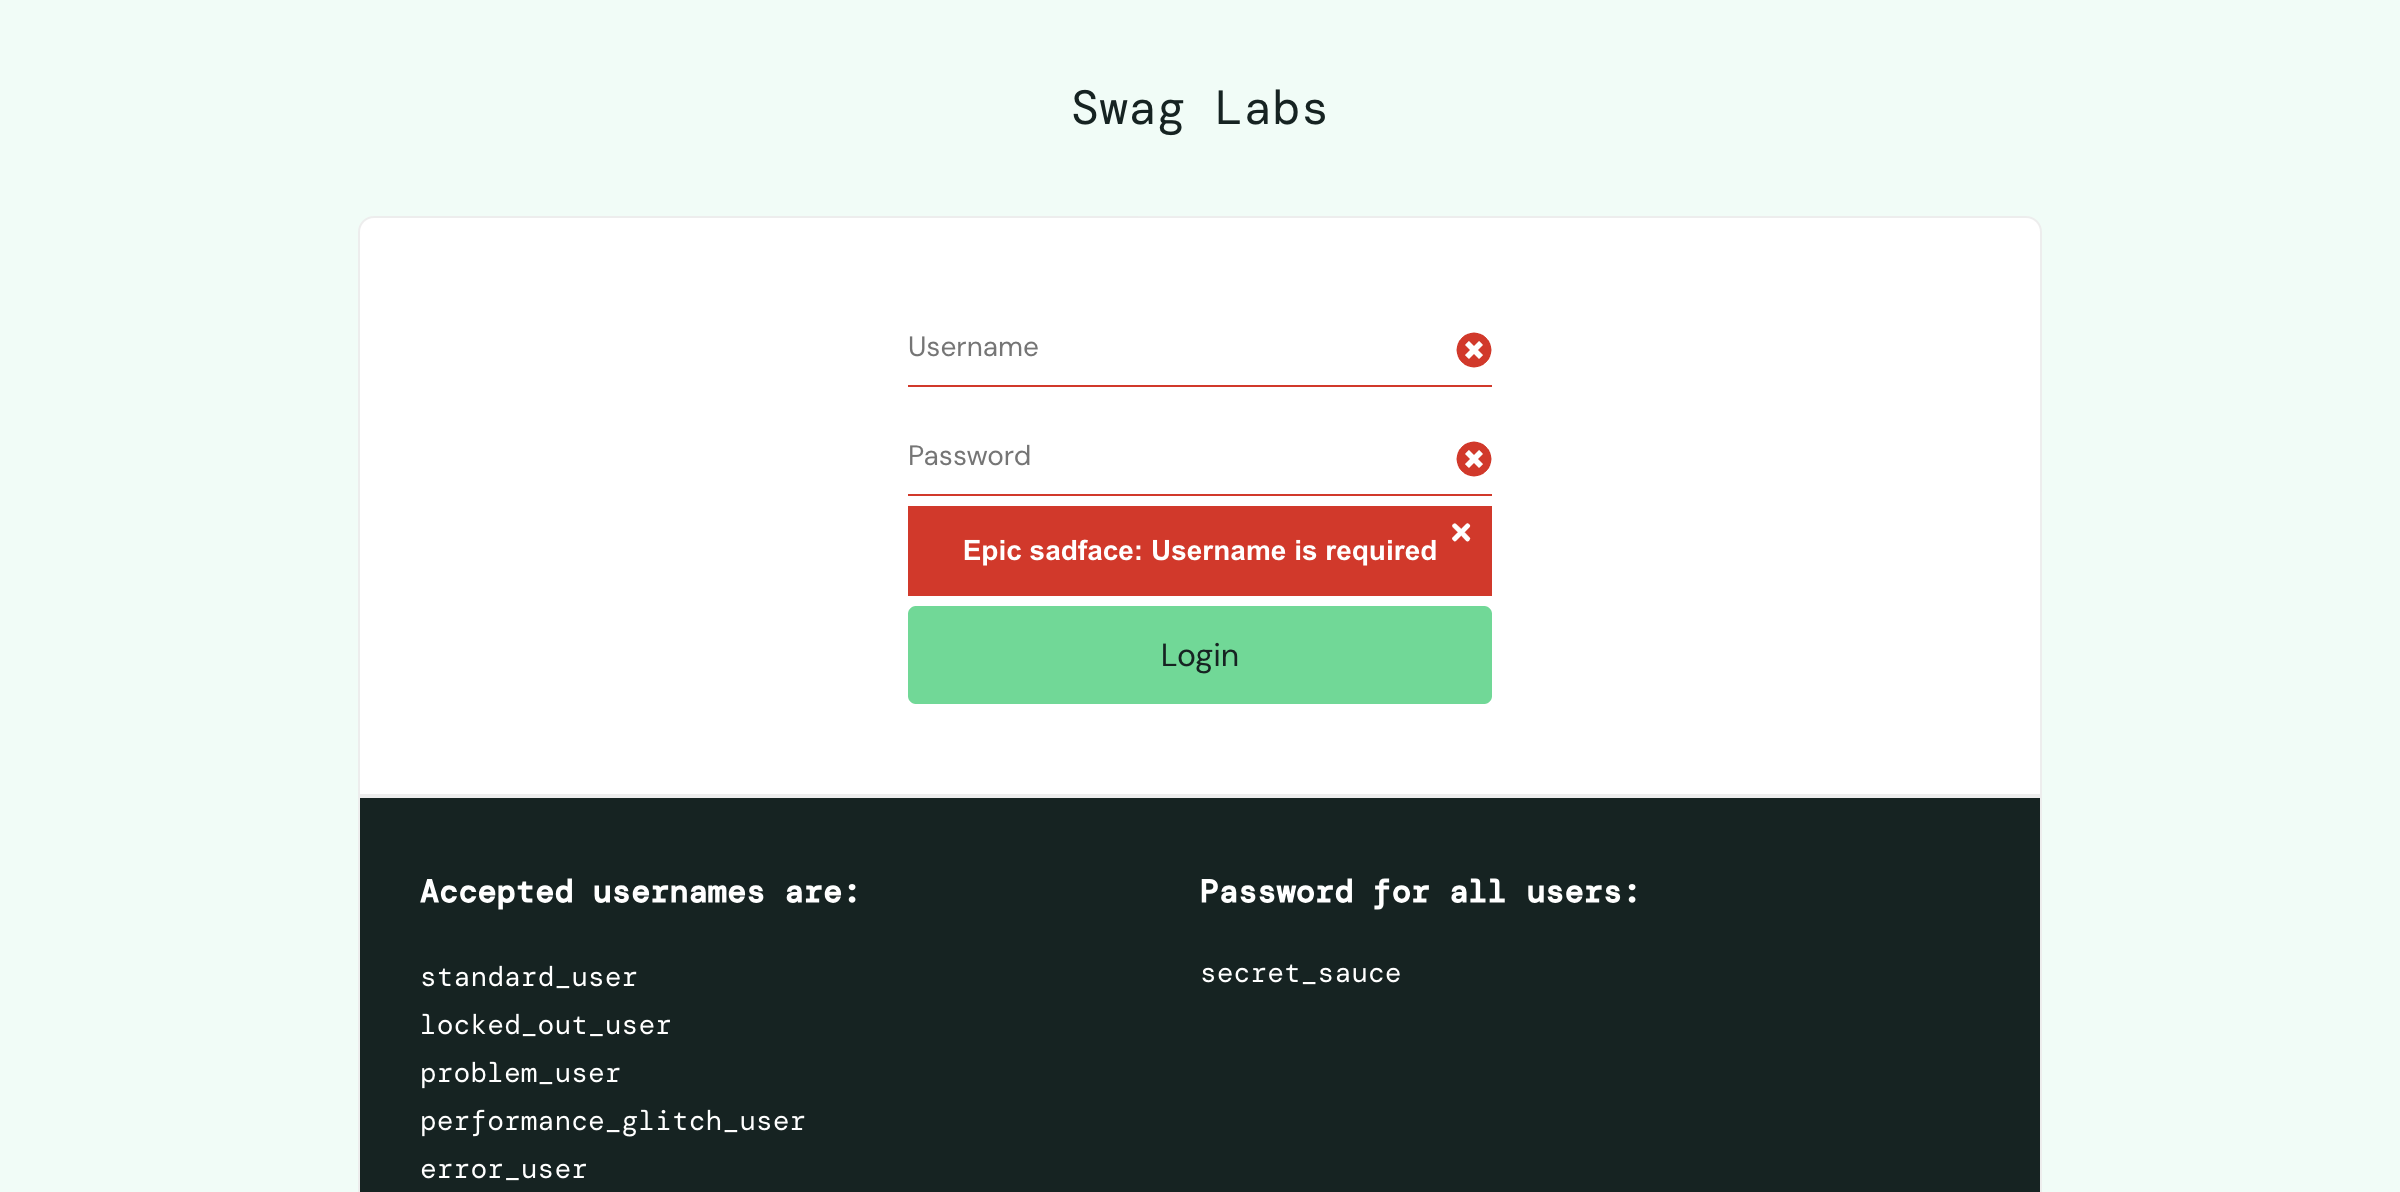 Swag Labs
Username
Password
Epic sadface: Username is required
Login
Accepted usernames are:
standard_user
locked_out_user
problem_user
performance_glitch_user
error_user
Password for all users:
secret_sauce